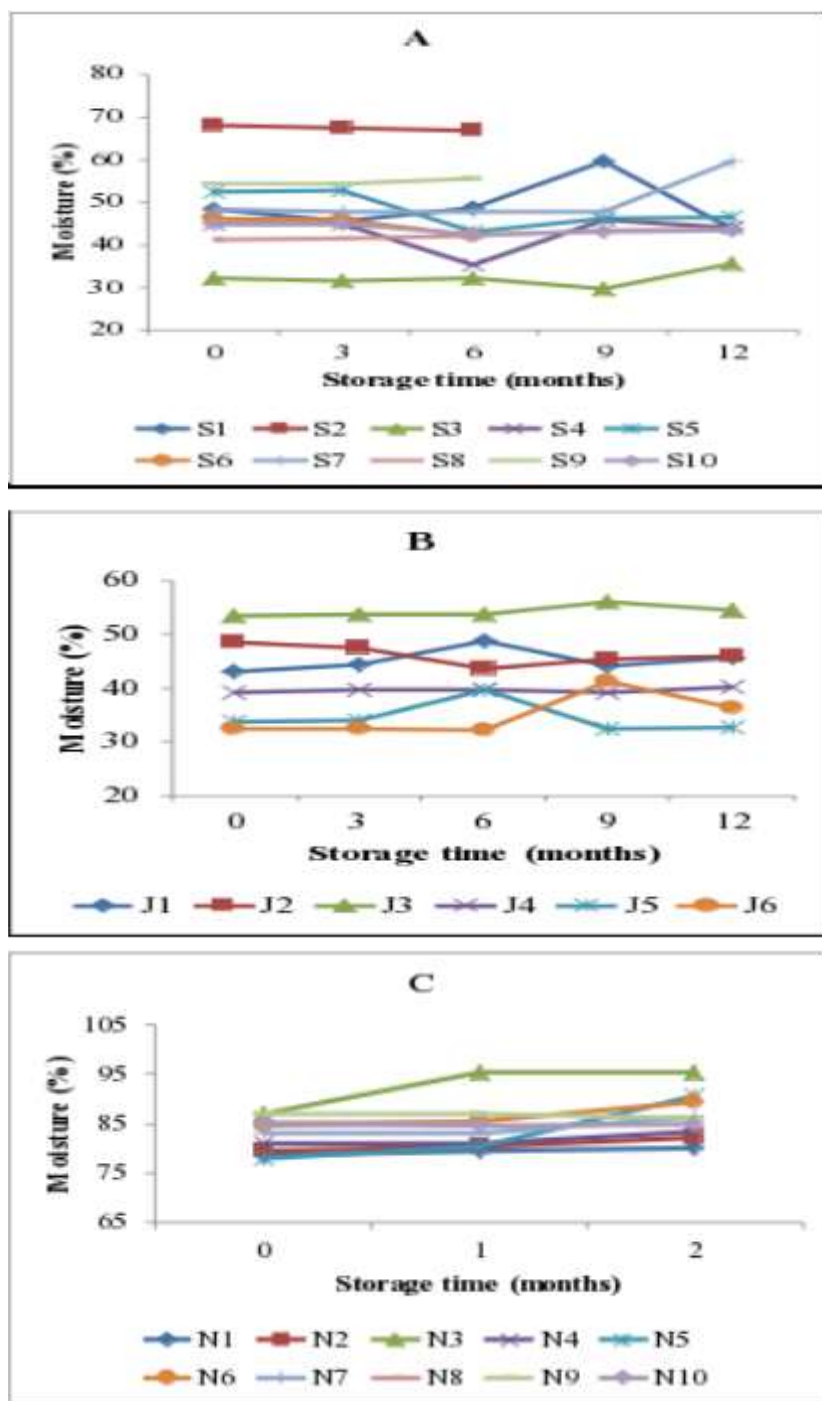 A
80
70
60
50
40
30
20
Moisture (%)
0 3 6 9 12
Storage time (months)
S1 S2 S3 S4 S5
S6 S7 S8 S9 S10
B
60
50
40
30
20
Moisture (%)
0 3 6 9 12
Storage time (months)
J1 J2 J3 J4 J5 J6
C
105
95
85
75
65
Moisture (%)
0 1 2
Storage time (months)
N1 N2 N3 N4 N5
N6 N7 N8 N9 N10